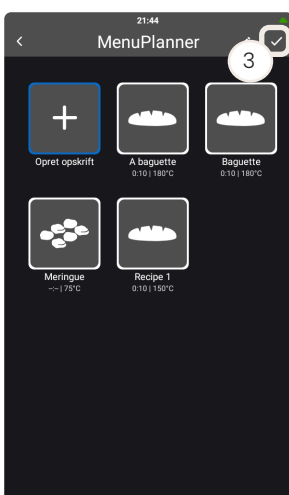 21:44
MenuPlanner
3
Opret opskrift
A baguette
0:10 | 180°C
Baguette
0:10 | 180°C
Meringue
-:-- | 75°C
Recipe 1
0:10 | 150°C